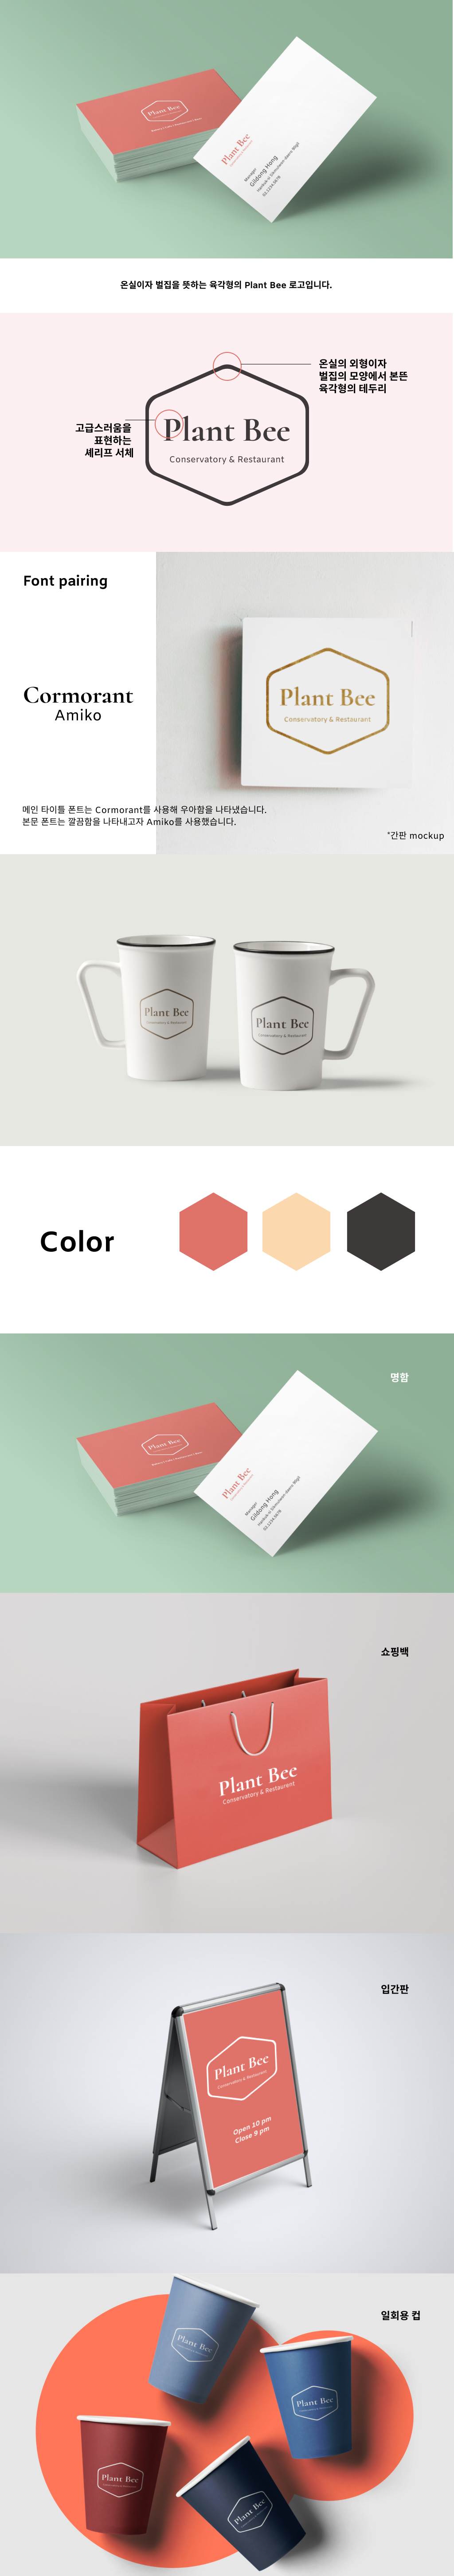 Plant Bee
Plant Bee
Manager
Gildong Hong
02.1234.5678
온실이자 벌집을 뜻하는 육각형의 Plant Bee 로고입니다.
온실의 외형이자
벌집의 모양에서 본뜬
육각형의 테두리
고급스러움을
표현하는
세리프 서체
Plant Bee
Conservatory & Restaurant
Font pairing
Cormorant
Amiko
Plant Bee
Conservatory & Restaurant
메인 타이틀 폰트는 Cormorant를 사용해 우아함을 나타냈습니다.
본문 폰트는 깔끔함을 나타내고자 Amiko를 사용했습니다.
*간판 mockup
Plant Bee
Conservatory & Restaurant
Plant Bee
Conservatory & Restaurant
Color
명함
Plant Bee
Plant Bee
Manager
Gildong Hong
02.1234.5678
쇼핑백
Plant Bee
Conservatory & Restaurent
입간판
Plant Bee
Conservatory & Restaurant
Open 10 pm
Close 9 pm
일회용 컵
Plant Bee
Plant Bee
Plant Bee
Plant Bee